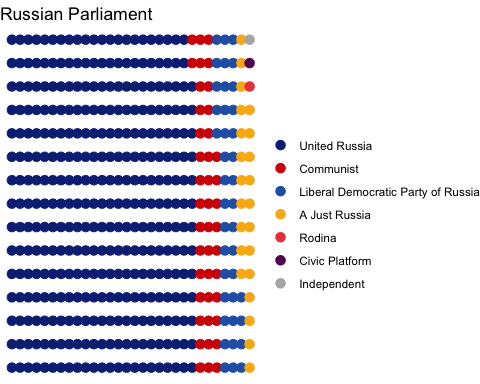 Russian Parliament
United Russia
Communist
Liberal Democratic Party of Russia
A Just Russia
Rodina
Civic Platform
Independent